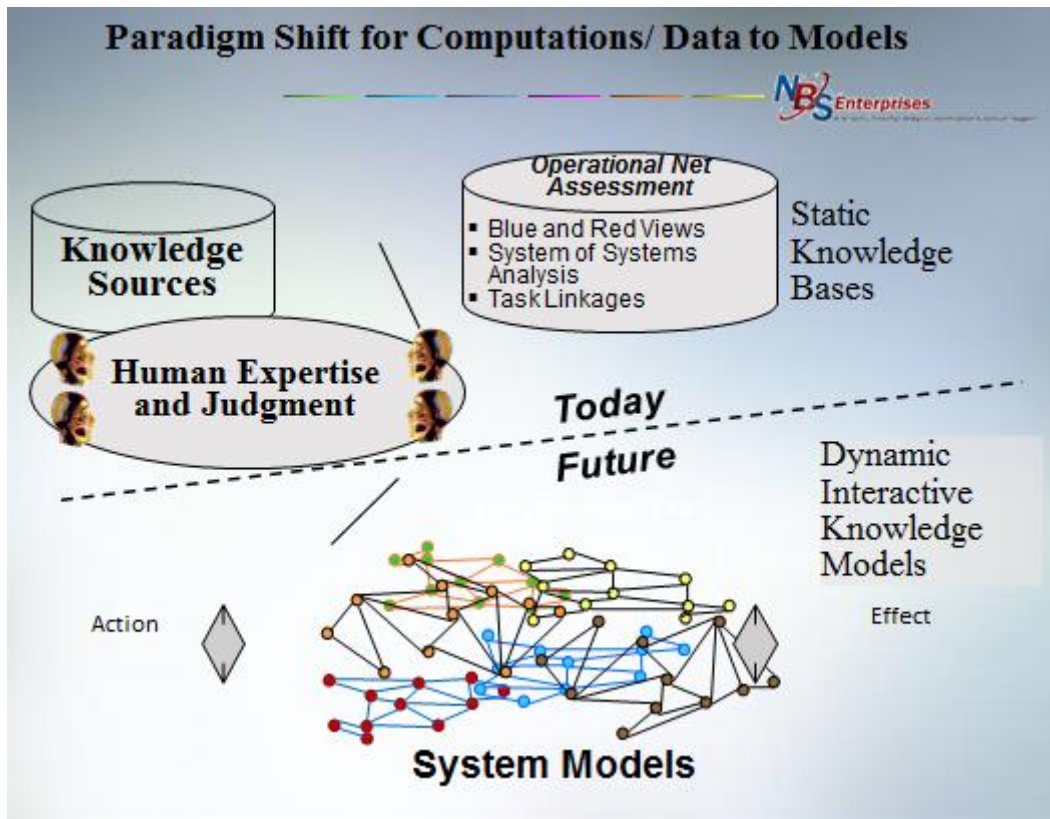 Paradigm Shift for Computations/ Data to Models
NBS Enterprises
Operational Net
Assessment
▪ Blue and Red Views
▪ System of Systems
Analysis
▪ Task Linkages
Static
Knowledge
Bases
Knowledge
Sources
Human Expertise
and Judgment
Today
Future
Dynamic
Interactive
Knowledge
Models
Action
Effect
System Models